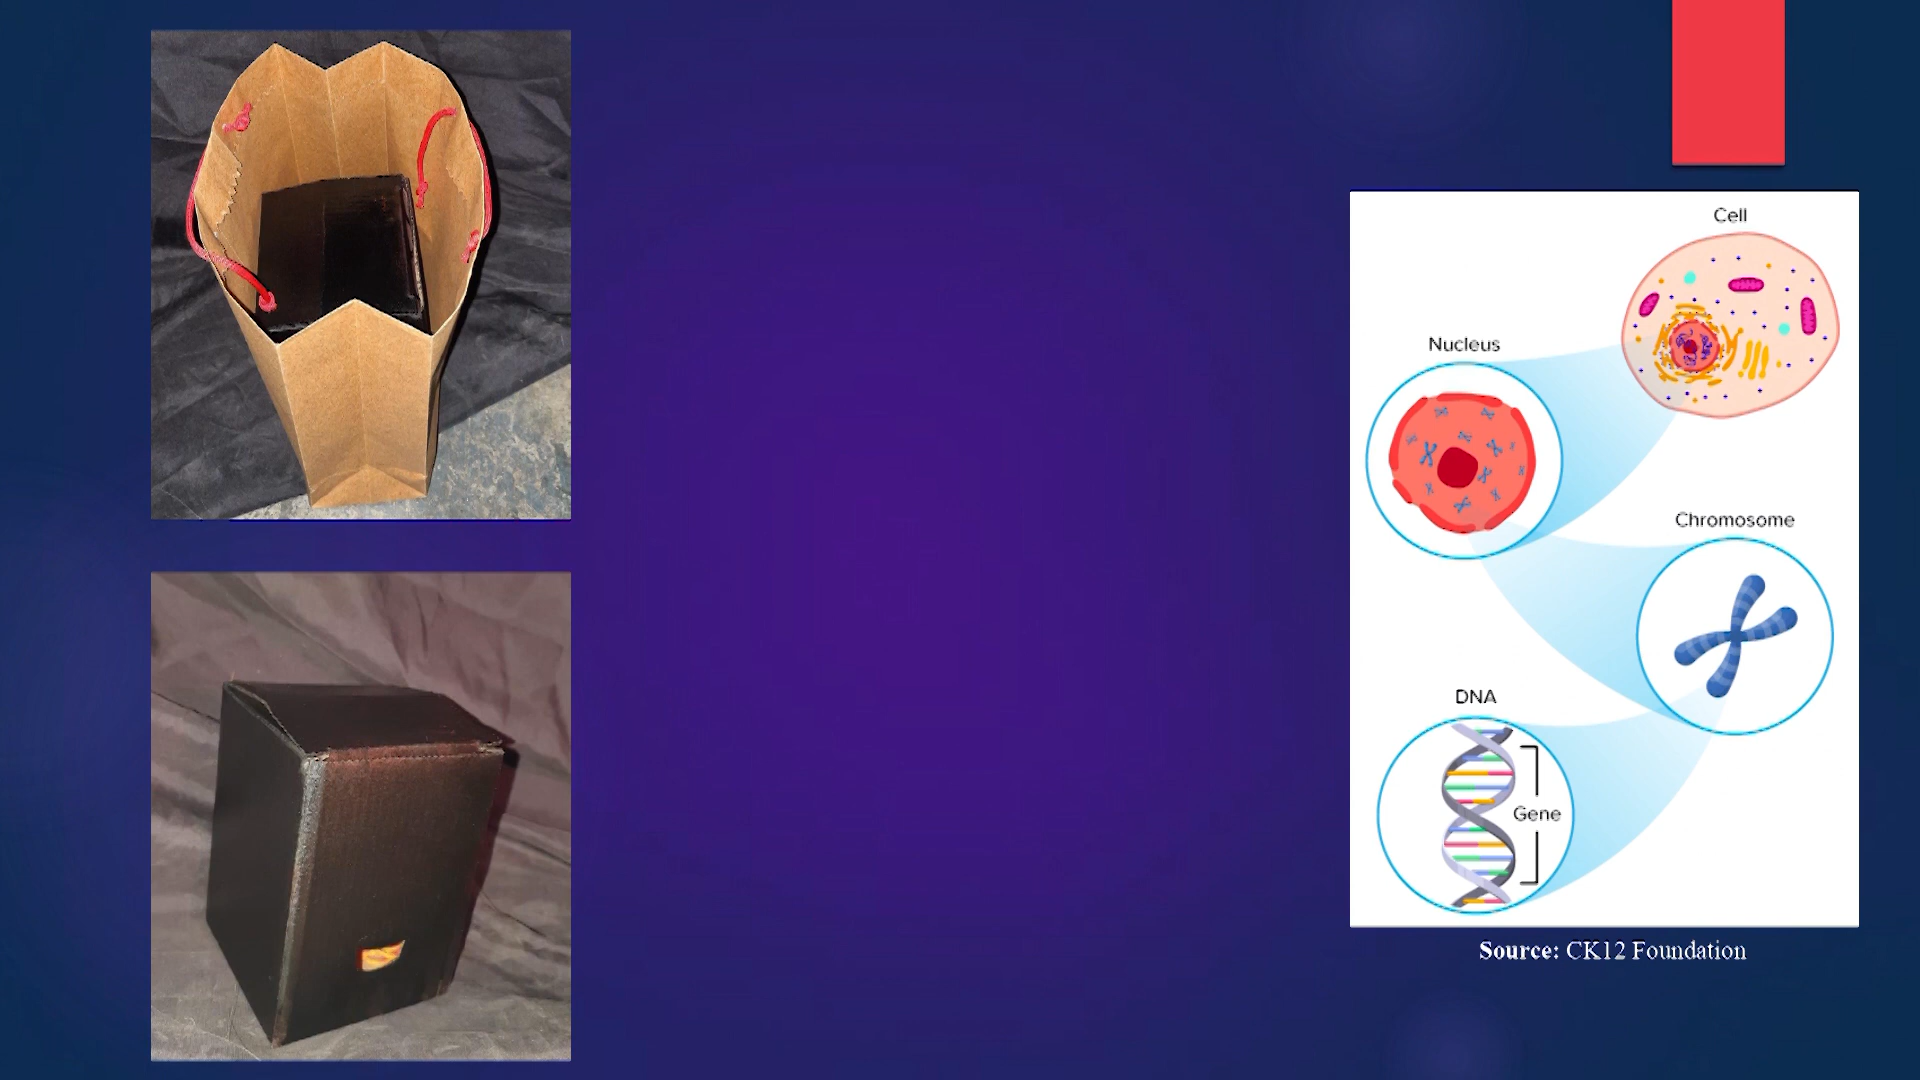 Cell
Nucleus
Chromosome
DNA
Gene
Source: CK12 Foundation